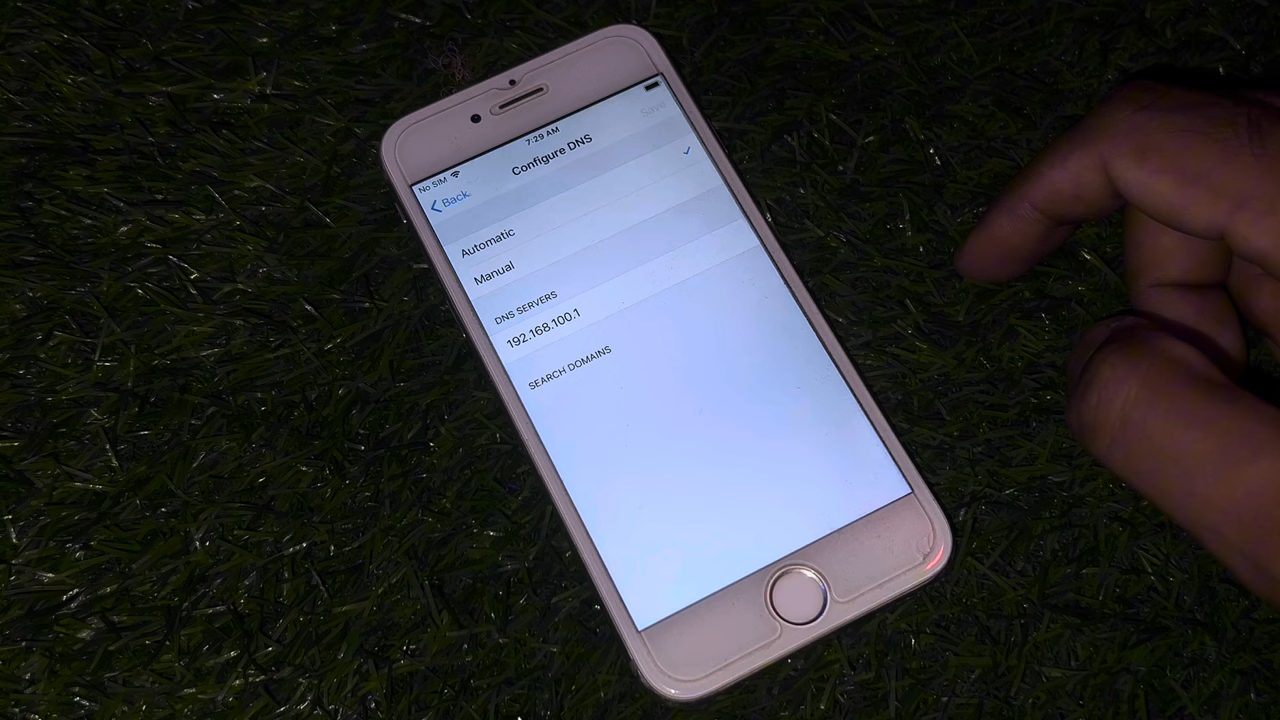 No SIM 7:29 AM
Back Configure DNS Save
Automatic
Manual
DNS SERVERS
192.168.100.1
SEARCH DOMAINS